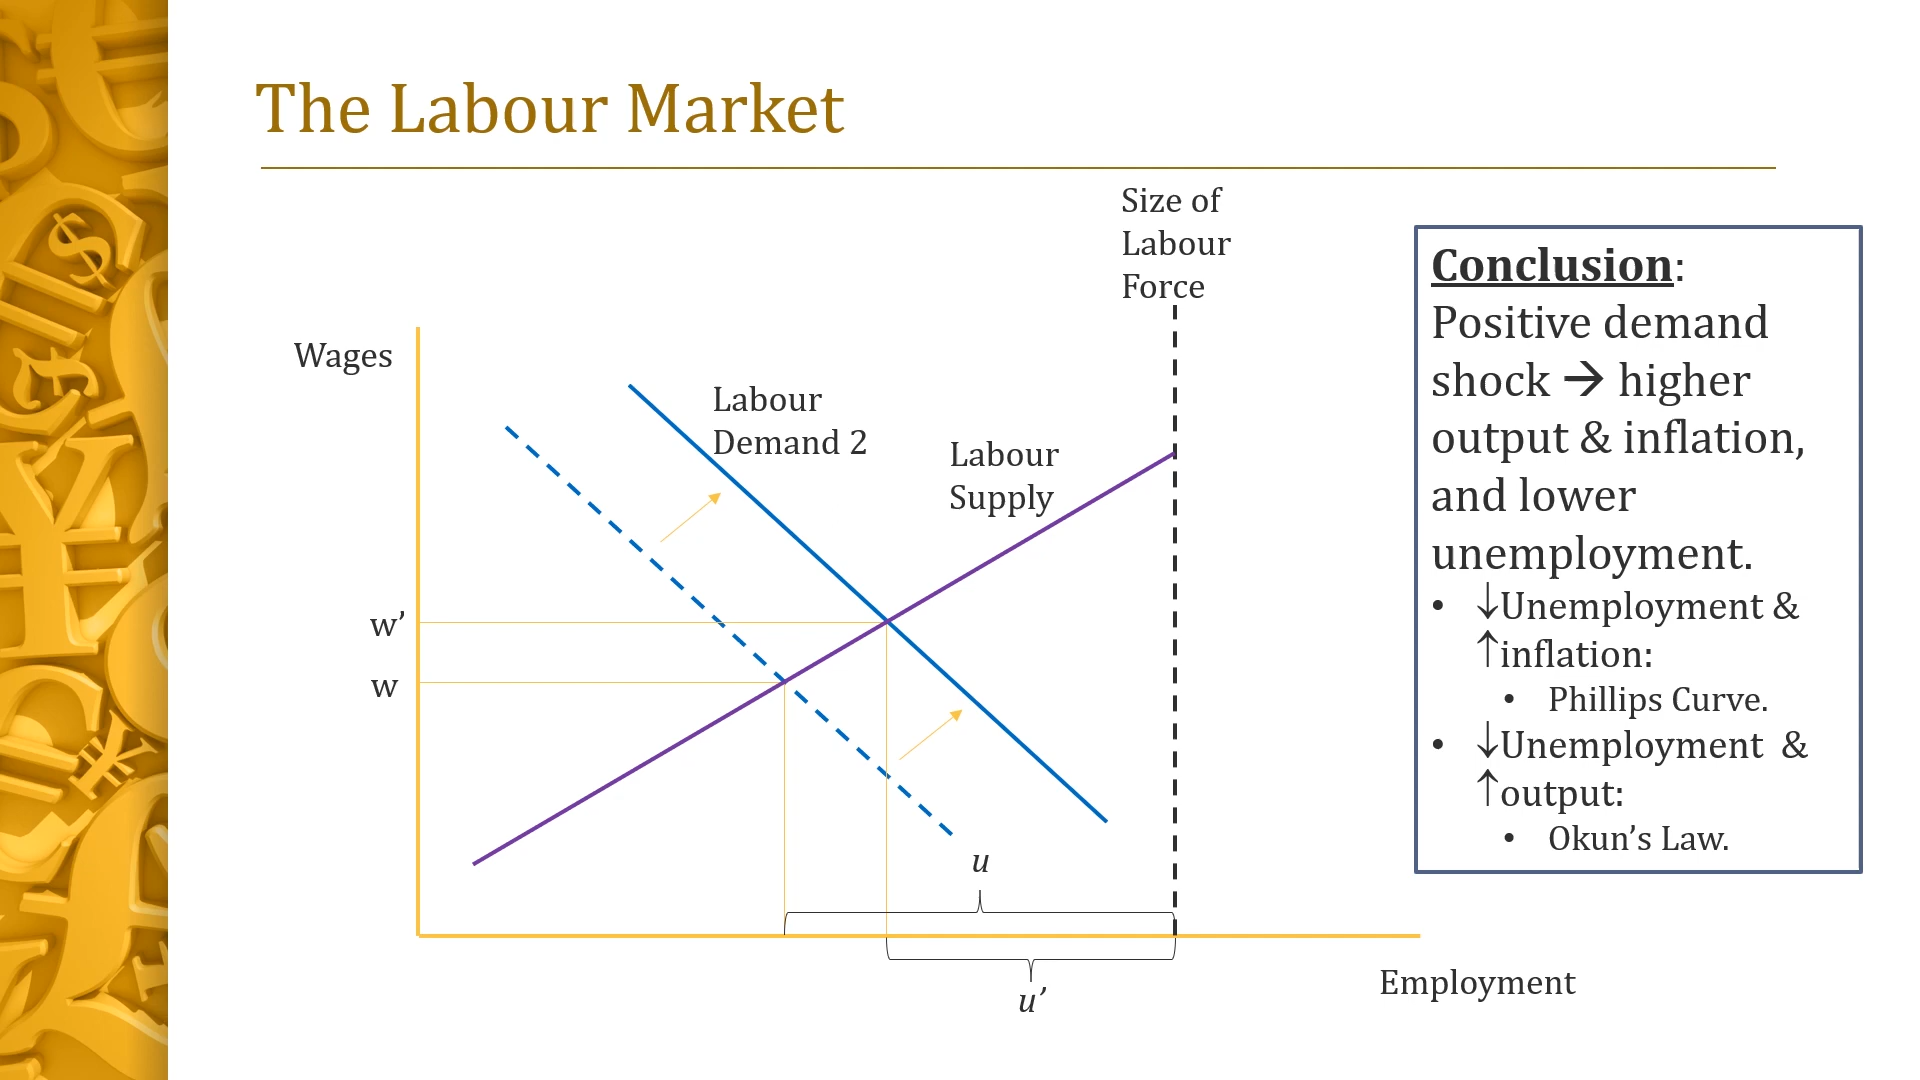 The Labour Market
Size of
Labour
Force
Wages
Labour
Demand 2
Labour
Supply
w’
w
u
u’
Employment
Conclusion:
Positive demand
shock → higher
output & inflation,
and lower
unemployment.
• ↓Unemployment &
↑inflation:
• Phillips Curve.
• ↓Unemployment &
↑output:
• Okun’s Law.